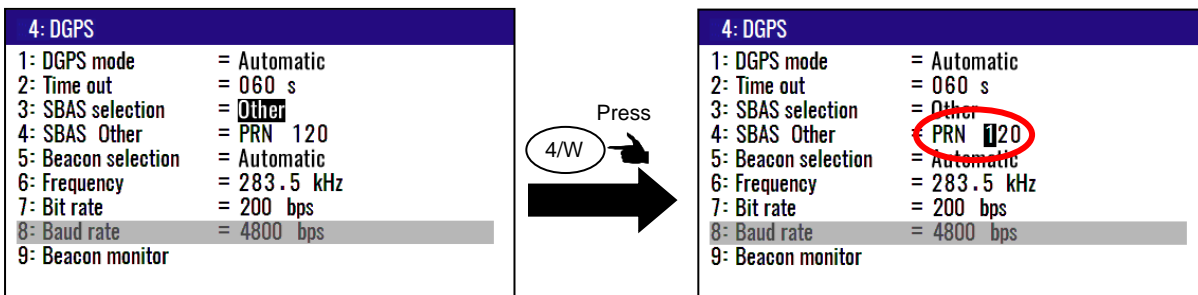 4: DGPS
1: DGPS mode = Automatic
2: Time out = 060 s
3: SBAS selection = Other
4: SBAS Other = PRN 120
5: Beacon selection = Automatic
6: Frequency = 283.5 kHz
7: Bit rate = 200 bps
8: Baud rate = 4800 bps
9: Beacon monitor
Press
4/W
4: DGPS
1: DGPS mode = Automatic
2: Time out = 060 s
3: SBAS selection = Other
4: SBAS Other = PRN 120
5: Beacon selection = Automatic
6: Frequency = 283.5 kHz
7: Bit rate = 200 bps
8: Baud rate = 4800 bps
9: Beacon monitor